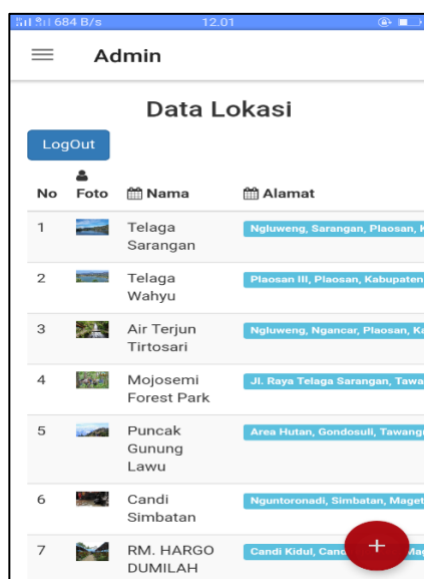 684 B/s 12.01
Admin
Data Lokasi
LogOut
No Foto Nama Alamat
1 Telaga Sarangan Ngluweng, Sarangan, Plaosan,
2 Telaga Wahyu Plaosan III, Plaosan, Kabupaten
3 Air Terjun Tirtosari Ngluweng, Ngancar, Plaosan,
4 Mojosemi Forest Park Jl. Raya Telaga Sarangan,
5 Puncak Gunung Lawu Area Hutan, Gondosuli,
6 Candi Simbatan Nguntoronadi, Simbatan,
7 RM. HARGO DUMILAH Candi Kidul,
+